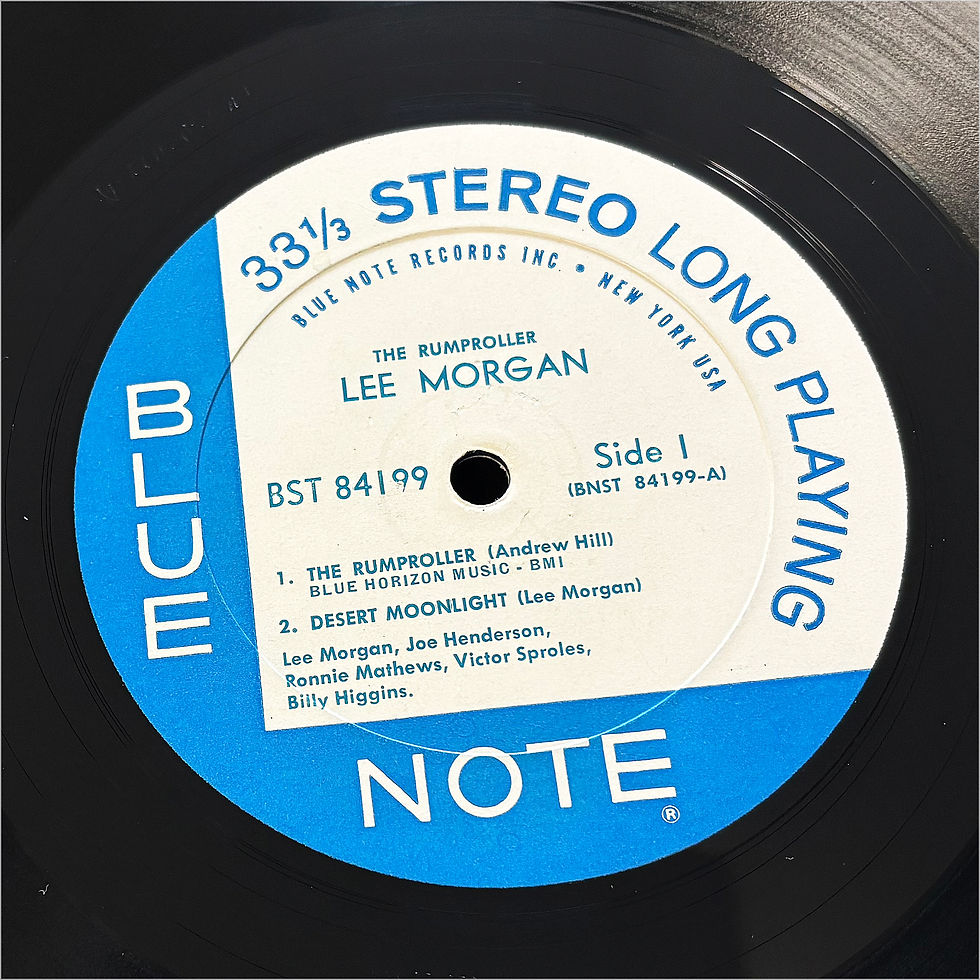 33⅓ STEREO LONG PLAYING
BLUE NOTE RECORDS INC. • NEW YORK USA
THE RUMPROLLER
LEE MORGAN
BST 84199
Side 1
(BNST 84199-A)
1. THE RUMPROLLER (Andrew Hill)
BLUE HORIZON MUSIC - BMI
2. DESERT MOONLIGHT (Lee Morgan)
Lee Morgan, Joe Henderson,
Ronnie Mathews, Victor Sproles,
Billy Higgins.
BLUE
NOTE
®